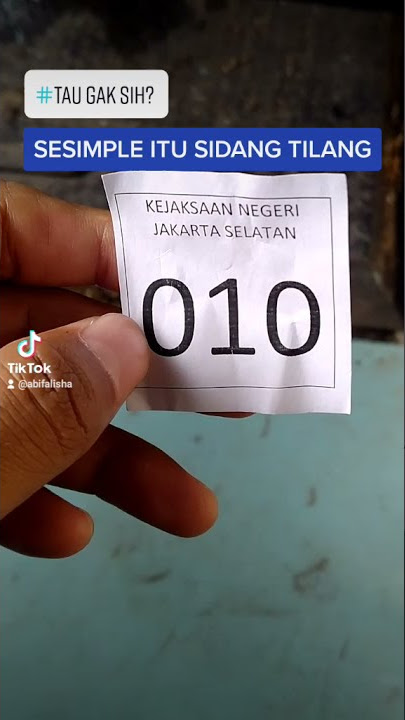 #TAU GAK SIH?
SESIMPLE ITU SIDANG TILANG
KEJAKSAAN NEGERI
JAKARTA SELATAN
010
TikTok
@abifalisha